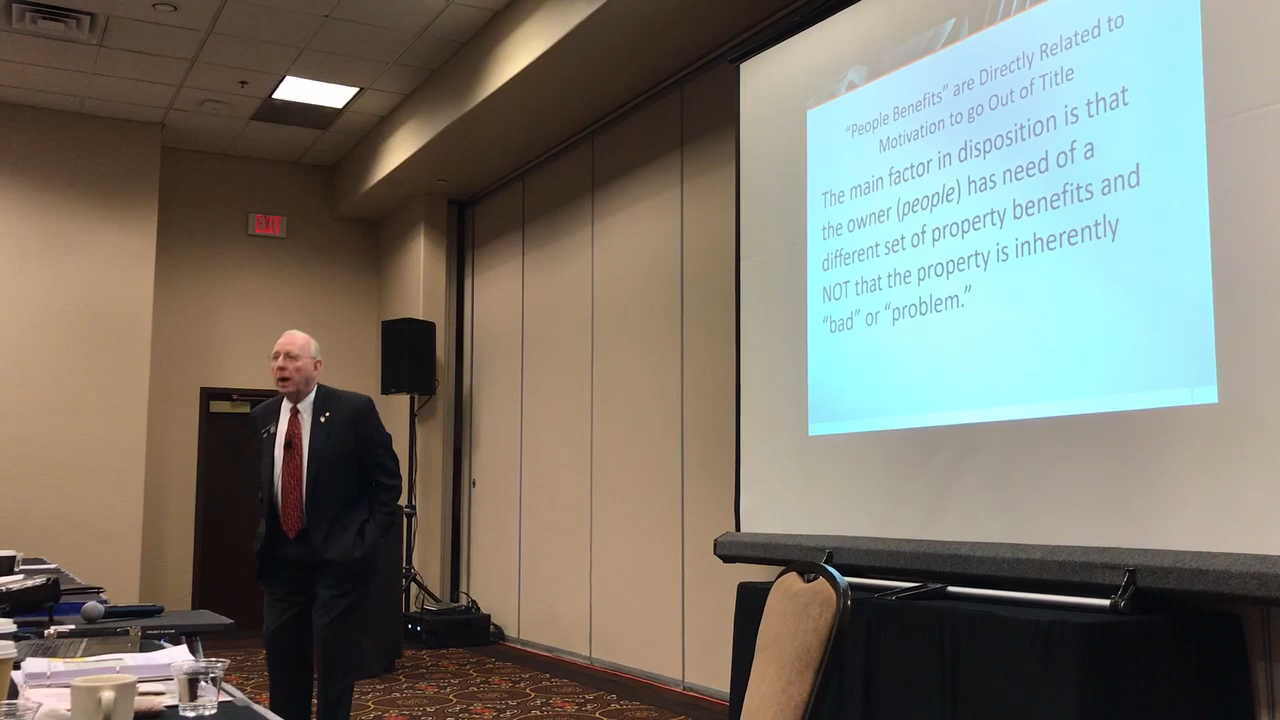 EXIT
"People Benefits" are Directly Related to
Motivation to go Out of Title
The main factor in disposition is that
the owner (people) has need of a
different set of property benefits and
NOT that the property is inherently
"bad" or "problem."